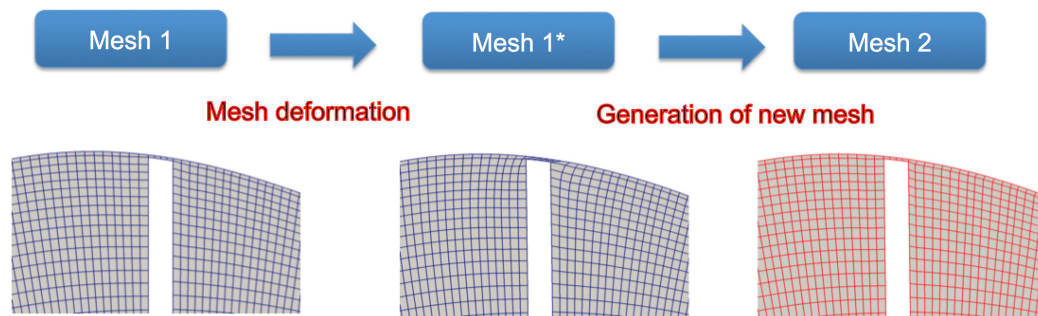 Mesh 1
Mesh 1*
Mesh 2
Mesh deformation
Generation of new mesh